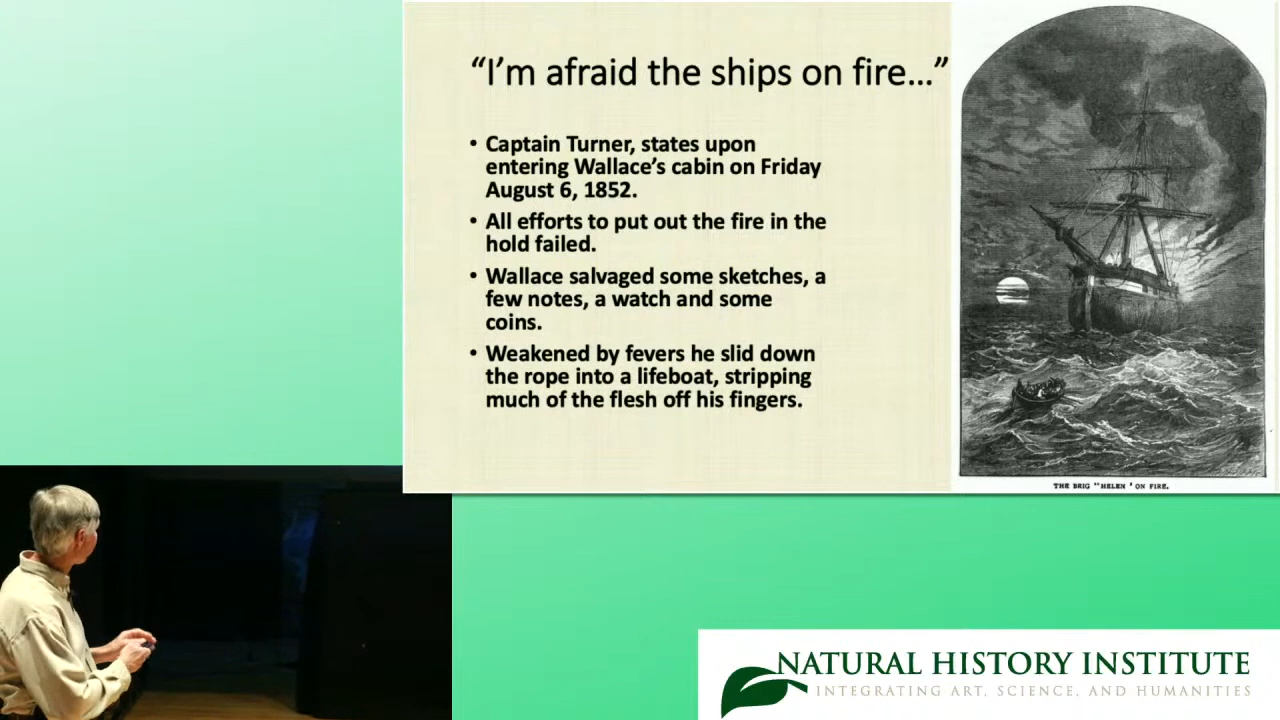 “I’m afraid the ships on fire…”
• Captain Turner, states upon
entering Wallace’s cabin on Friday
August 6, 1852.
• All efforts to put out the fire in the
hold failed.
• Wallace salvaged some sketches, a
few notes, a watch and some
coins.
• Weakened by fevers he slid down
the rope into a lifeboat, stripping
much of the flesh off his fingers.
THE BRIG "HELEN ' ON FIRE.
NATURAL HISTORY INSTITUTE
INTEGRATING ART, SCIENCE, AND HUMANITIES